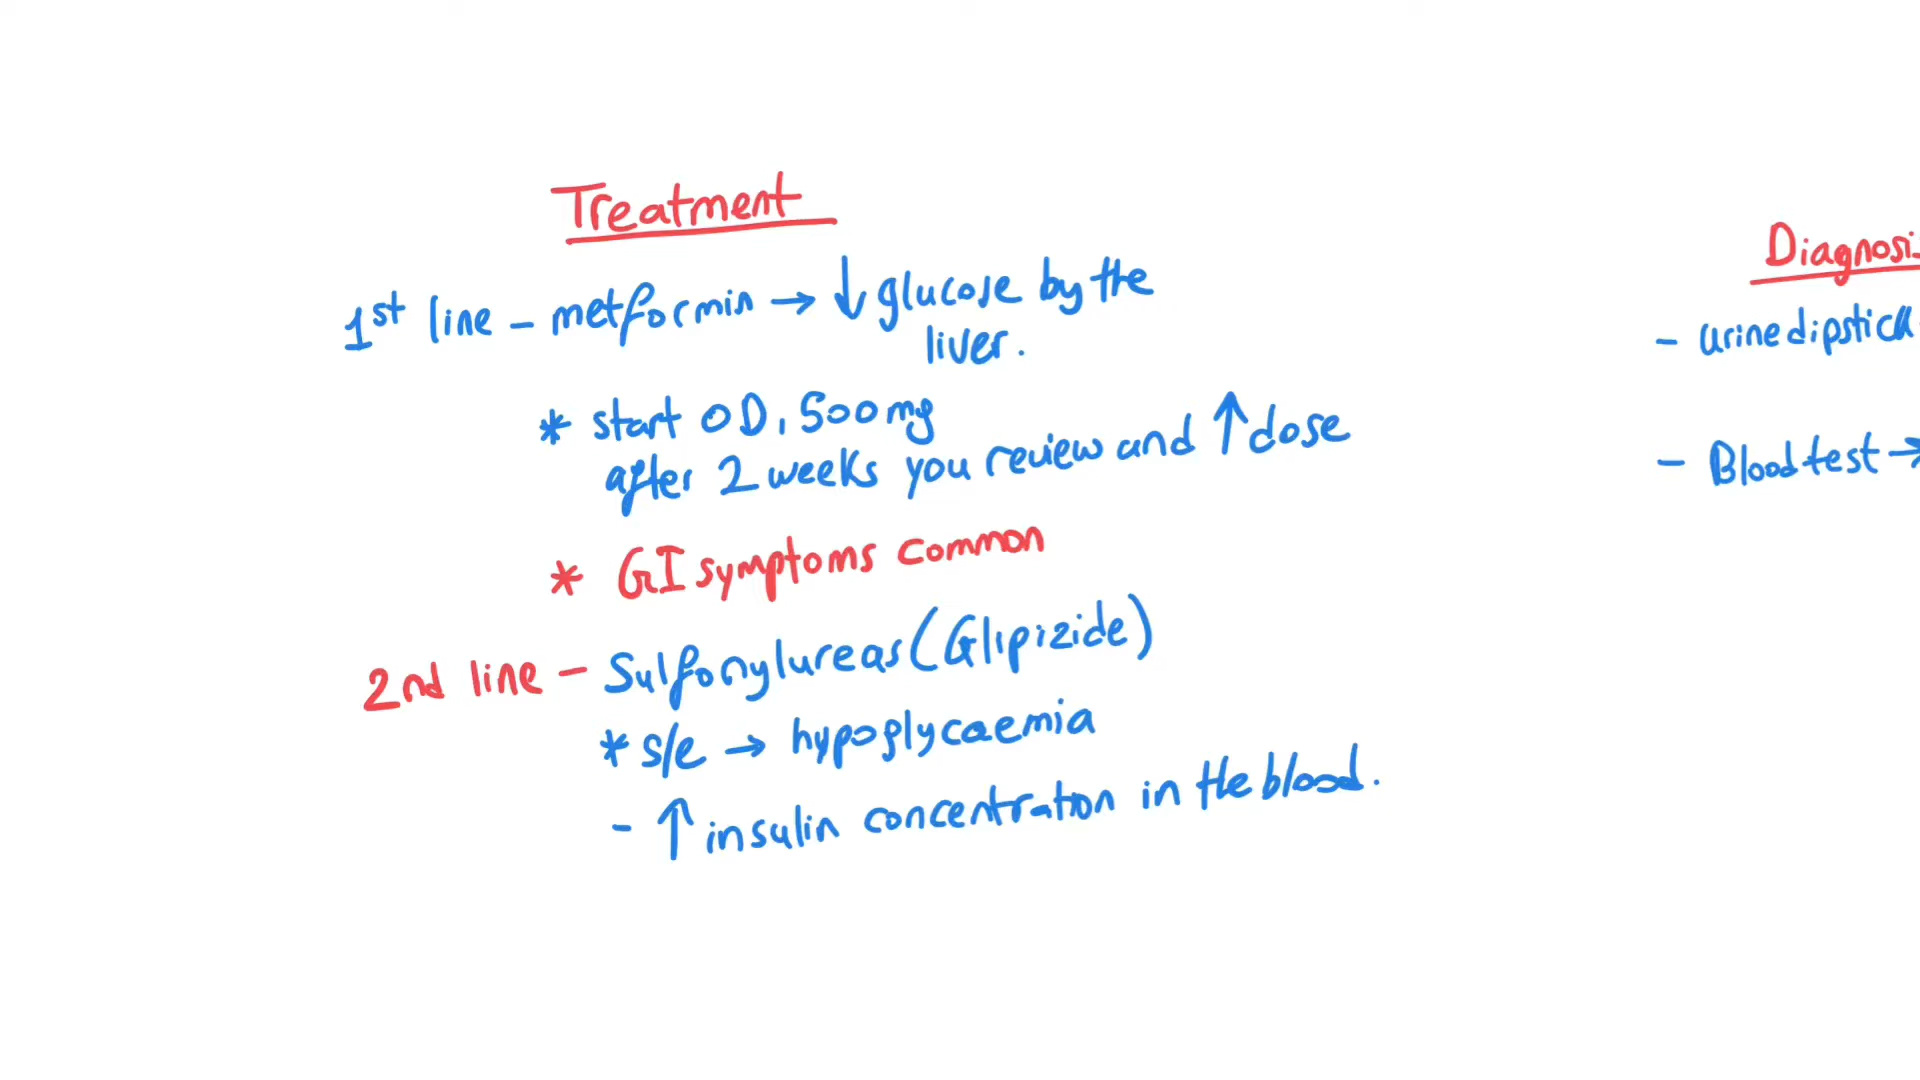 Treatment
1st line - metformin → ↓ glucose by the
liver.
* start OD, 500mg
after 2 weeks you review and ↑ dose
* GI symptoms common
2nd line - Sulfonylureas (Glipizide)
* s/e → hypoglycaemia
- ↑ insulin concentration in the blood.
Diagnosis
- urine dipstick
- Blood test →